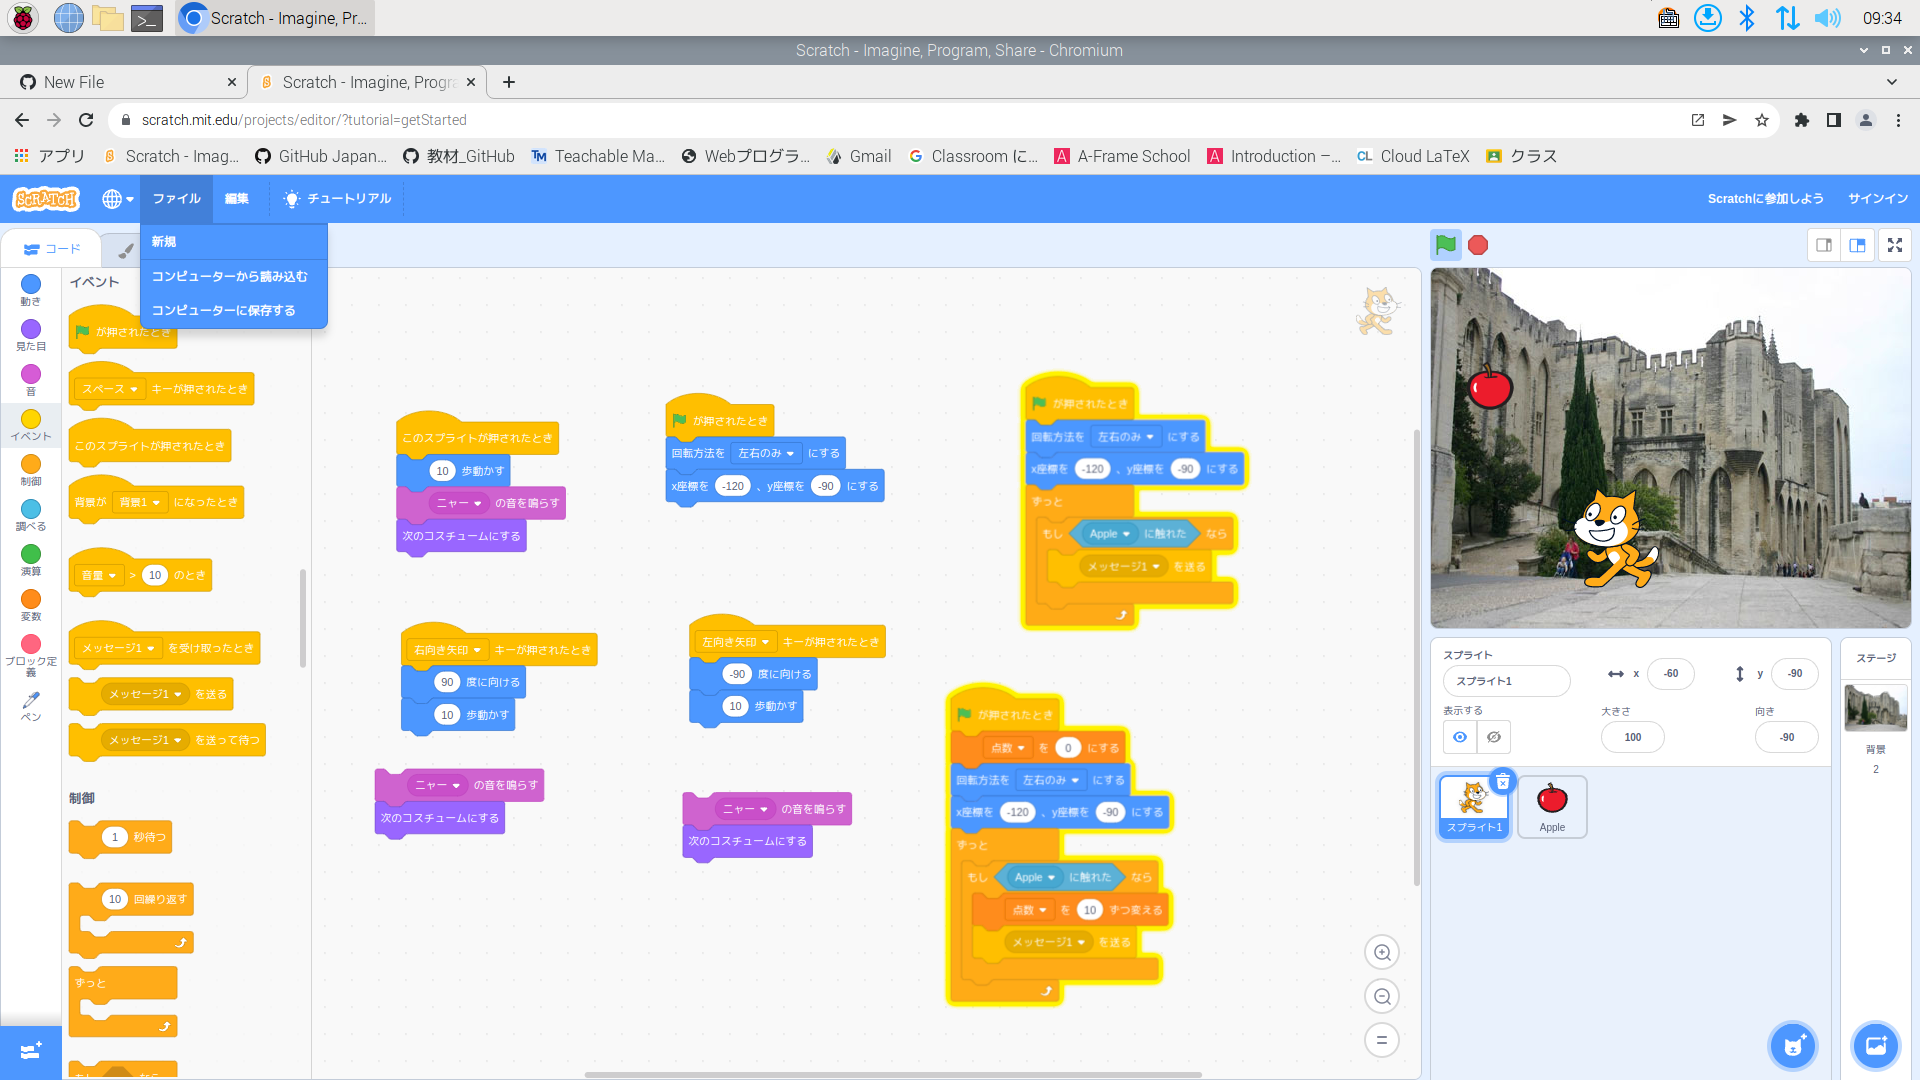 Scratch - Imagine, Pr...
09:34
Scratch - Imagine, Program, Share - Chromium
New File
Scratch - Imagine, Progra
scratch.mit.edu/projects/editor/?tutorial=getStarted
アプリ
Scratch - Imag...
GitHub Japan...
教材_GitHub
Teachable Ma...
Webプログラ...
Gmail
Classroom に...
A-Frame School
Introduction –...
Cloud LaTeX
クラス
SCRATCH
ファイル
編集
チュートリアル
Scratchに参加しよう
サインイン
新規
コンピューターから読み込む
コンピューターに保存する
コード
動き
見た目
音
イベント
制御
調べる
演算
変数
ブロック定義
ペン
イベント
が押されたとき
スペース キーが押されたとき
このスプライトが押されたとき
背景が 背景1 になったとき
音量 > 10 のとき
メッセージ1 を受け取ったとき
メッセージ1 を送る
メッセージ1 を送って待つ
制御
1 秒待つ
10 回繰り返す
ずっと
このスプライトが押されたとき
10 歩動かす
ニャー の音を鳴らす
次のコスチュームにする
が押されたとき
回転方法を 左右のみ にする
x座標を -120 、y座標を -90 にする
右向き矢印 キーが押されたとき
90 度に向ける
10 歩動かす
左向き矢印 キーが押されたとき
-90 度に向ける
10 歩動かす
ニャー の音を鳴らす
次のコスチュームにする
ニャー の音を鳴らす
次のコスチュームにする
が押されたとき
回転方法を 左右のみ にする
x座標を -120 、y座標を -90 にする
ずっと
もし Apple に触れた なら
メッセージ1 を送る
が押されたとき
点数 を 0 にする
回転方法を 左右のみ にする
x座標を -120 、y座標を -90 にする
ずっと
もし Apple に触れた なら
点数 を 10 ずつ変える
メッセージ1 を送る
スプライト
スプライト1
x -60
y -90
表示する
大きさ
100
向き
-90
スプライト1
Apple
ステージ
背景
2